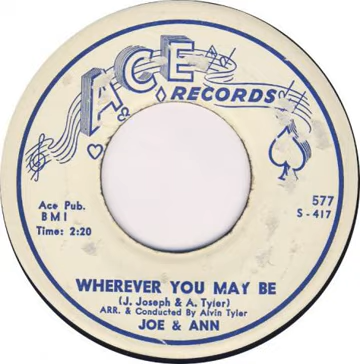 ACE
RECORDS
Ace Pub.
BMI
Time: 2:20
577
S-417
WHEREVER YOU MAY BE
(J. Joseph & A. Tyler)
ARR. & Conducted By Alvin Tyler
JOE & ANN